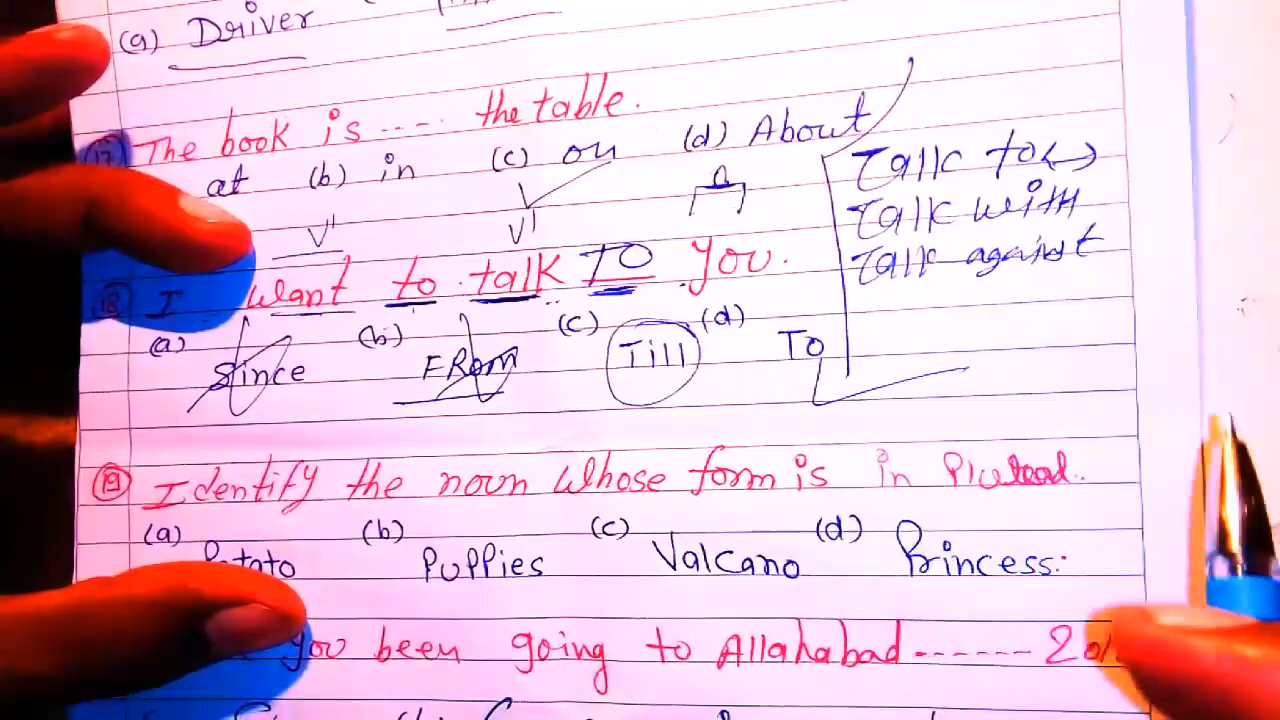 (a) Driver
(17) The book is .... the table.
at (b) in (c) on (d) About
Talk to
Talk with
Talk against
V' V'
(18) I want to talk TO you.
(a) Since (b) FRom (c) Till (d) To
(19) Identify the noun whose form is in
(a) Potato (b) Puppies (c) Valcano (d) Princess.
you been going to Allahabad ------